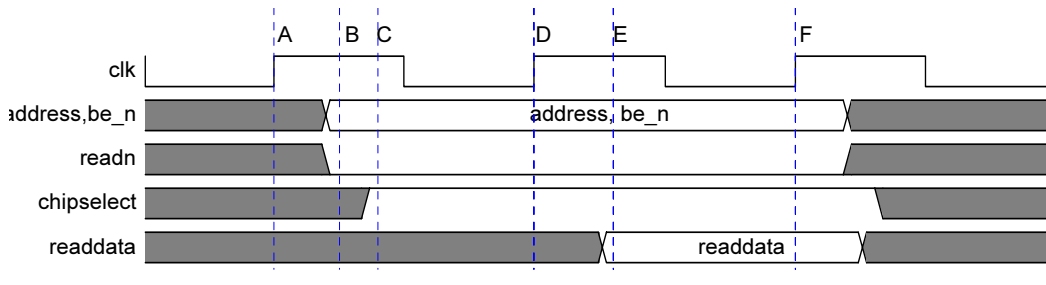 A B C D E F
clk
address,be_n address, be_n
readn
chipselect
readdata readdata